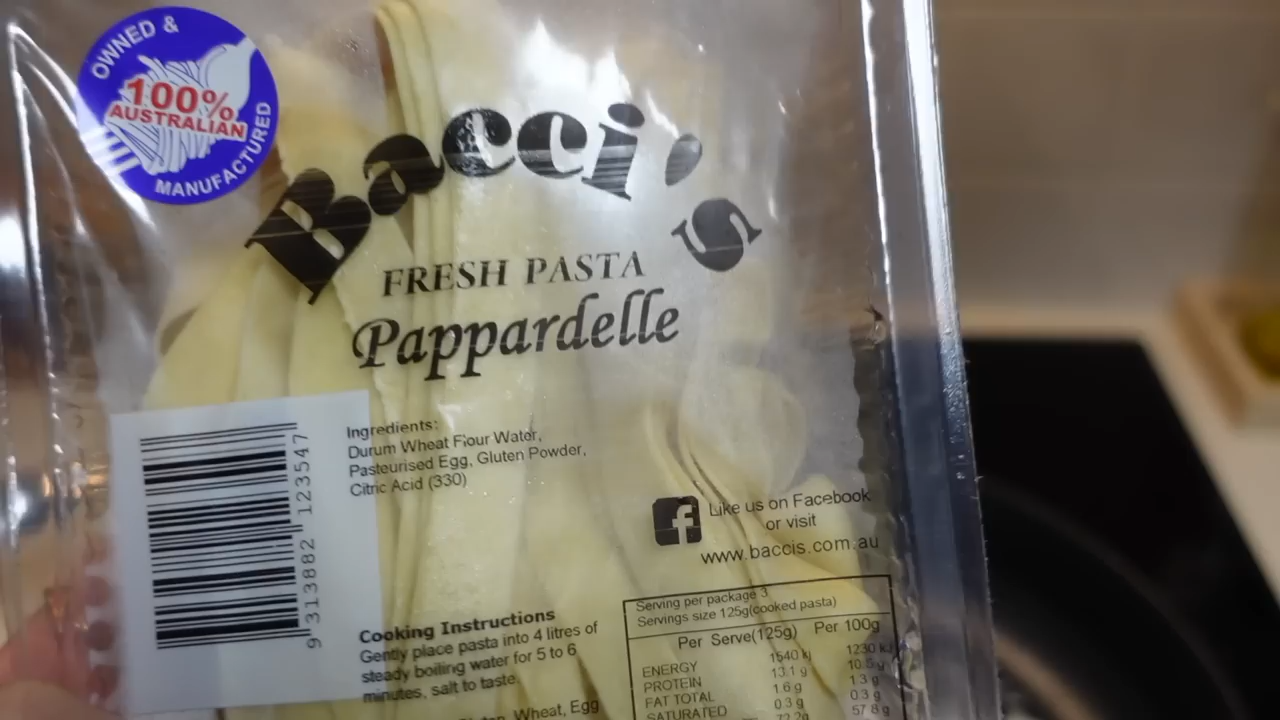 OWNED &
100%
AUSTRALIAN
MANUFACTURED
Bacci's
FRESH PASTA
Pappardelle
Ingredients:
Durum Wheat Flour Water,
Pasteurised Egg, Gluten Powder,
Citric Acid (330)
9 313882 123547
Like us on Facebook
or visit
www.baccis.com.au
Cooking Instructions
Gently place pasta into 4 litres of
steady boiling water for 5 to 6
minutes, salt to taste.
Wheat, Egg
Serving per package 3
Servings size 125g(cooked pasta)
Per Serve(125g) Per 100g
ENERGY 1540 kj 1230 kj
PROTEIN 13.1 g 10.5 g
FAT TOTAL 1.6 g 1.3 g
SATURATED 0.3 g 0.3 g
72.2g 57.8 g